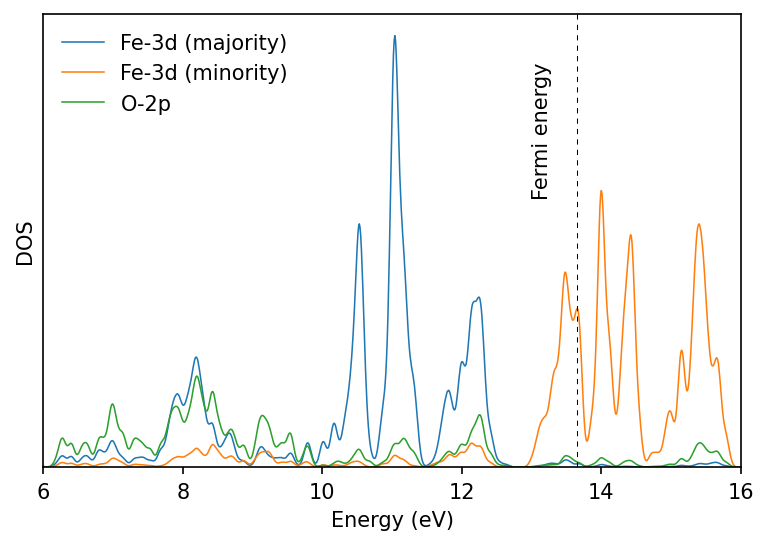 Fe-3d (majority)
Fe-3d (minority)
O-2p
Fermi energy
DOS
6 8 10 12 14 16
Energy (eV)